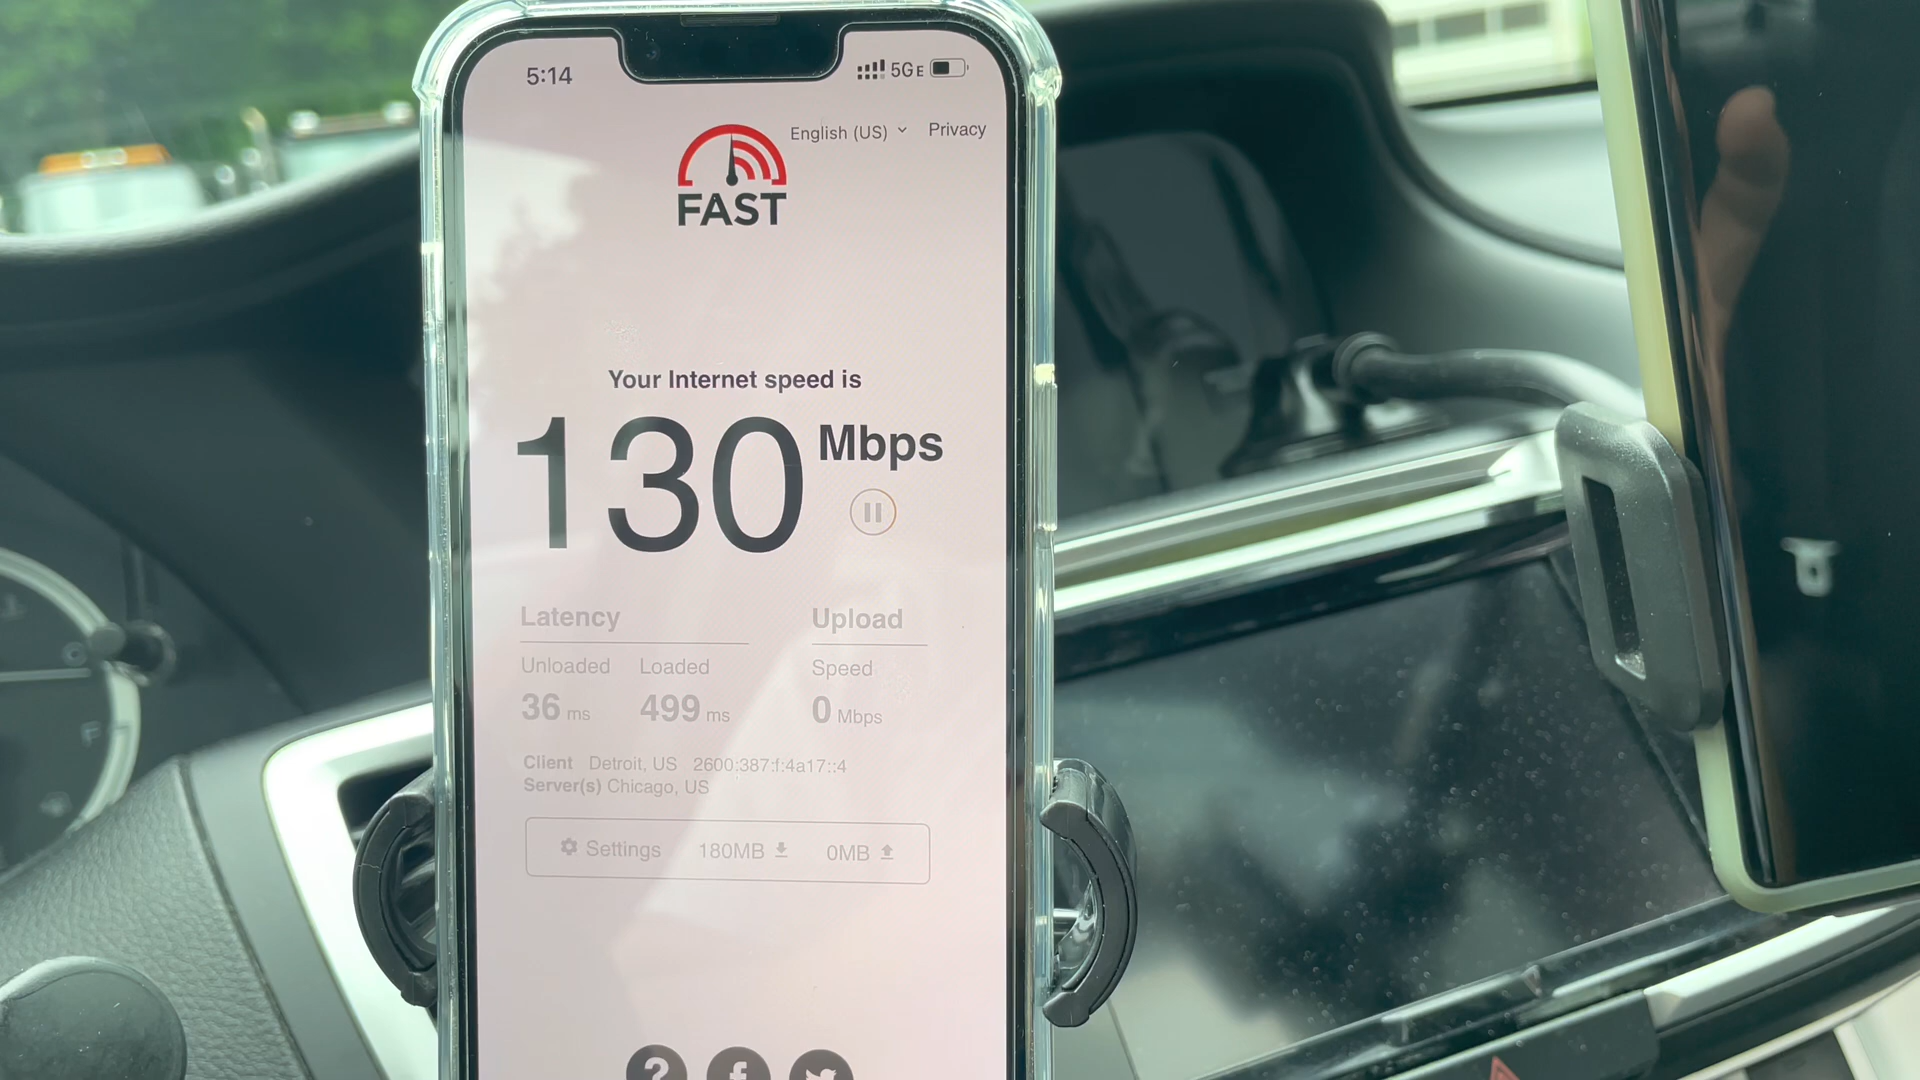 5:14 5GE
English (US) Privacy
FAST
Your Internet speed is
130 Mbps
Latency Upload
Unloaded Loaded Speed
36 ms 499 ms 0 Mbps
Client Detroit, US 2600:387:f:4a17::4
Server(s) Chicago, US
Settings 180MB 0MB